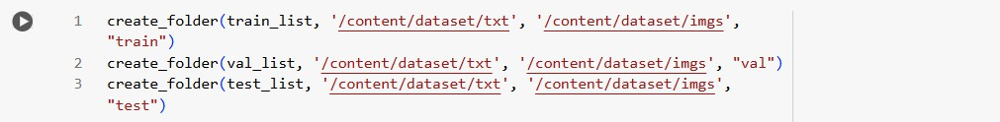 1 create_folder(train_list, '/content/dataset/txt', '/content/dataset/imgs',
"train")
2 create_folder(val_list, '/content/dataset/txt', '/content/dataset/imgs', "val")
3 create_folder(test_list, '/content/dataset/txt', '/content/dataset/imgs',
"test")